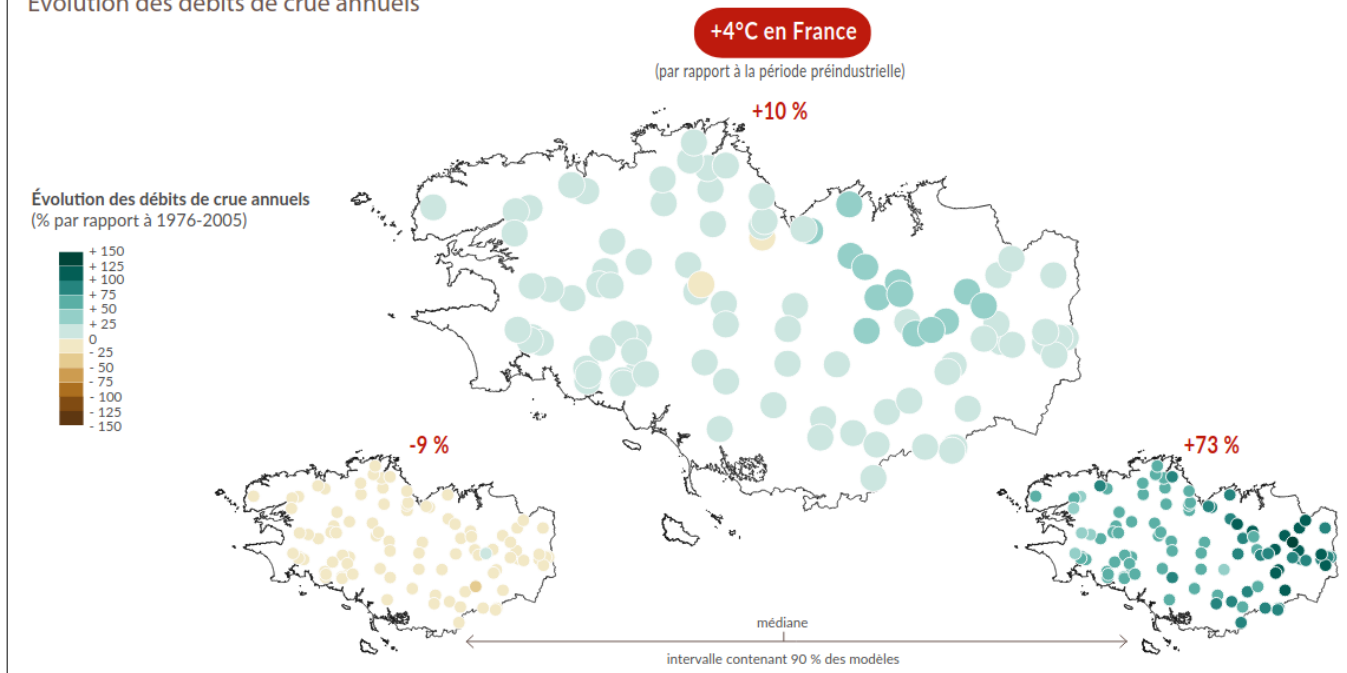 Evolution des débits de crue annuels
+4°C en France
(par rapport à la période préindustrielle)
+10 %
Évolution des débits de crue annuels
(% par rapport à 1976-2005)
+ 150
+ 125
+ 100
+ 75
+ 50
+ 25
0
- 25
- 50
- 75
- 100
- 125
- 150
-9 %
+73 %
médiane
intervalle contenant 90 % des modèles